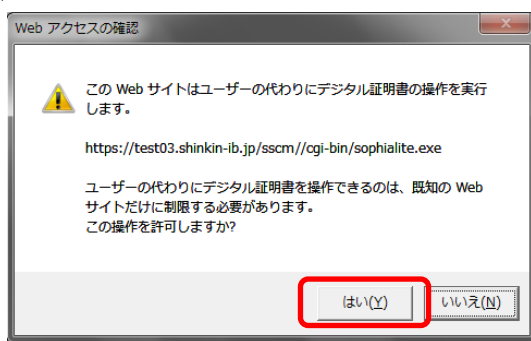 Web アクセスの確認
この Web サイトはユーザーの代わりにデジタル証明書の操作を実行
します。
https://test03.shinkin-ib.jp/sscm//cgi-bin/sophialite.exe
ユーザーの代わりにデジタル証明書を操作できるのは、既知の Web
サイトだけに制限する必要があります。
この操作を許可しますか?
はい(Y) いいえ(N)